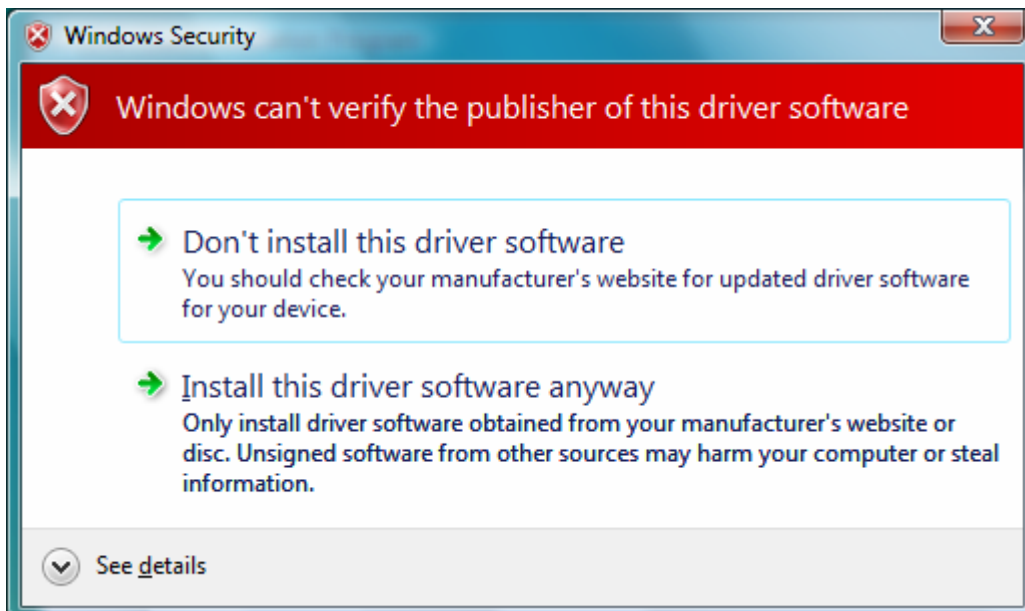 Windows Security
Windows can't verify the publisher of this driver software
Don't install this driver software
You should check your manufacturer's website for updated driver software
for your device.
Install this driver software anyway
Only install driver software obtained from your manufacturer's website or
disc. Unsigned software from other sources may harm your computer or steal
information.
See details